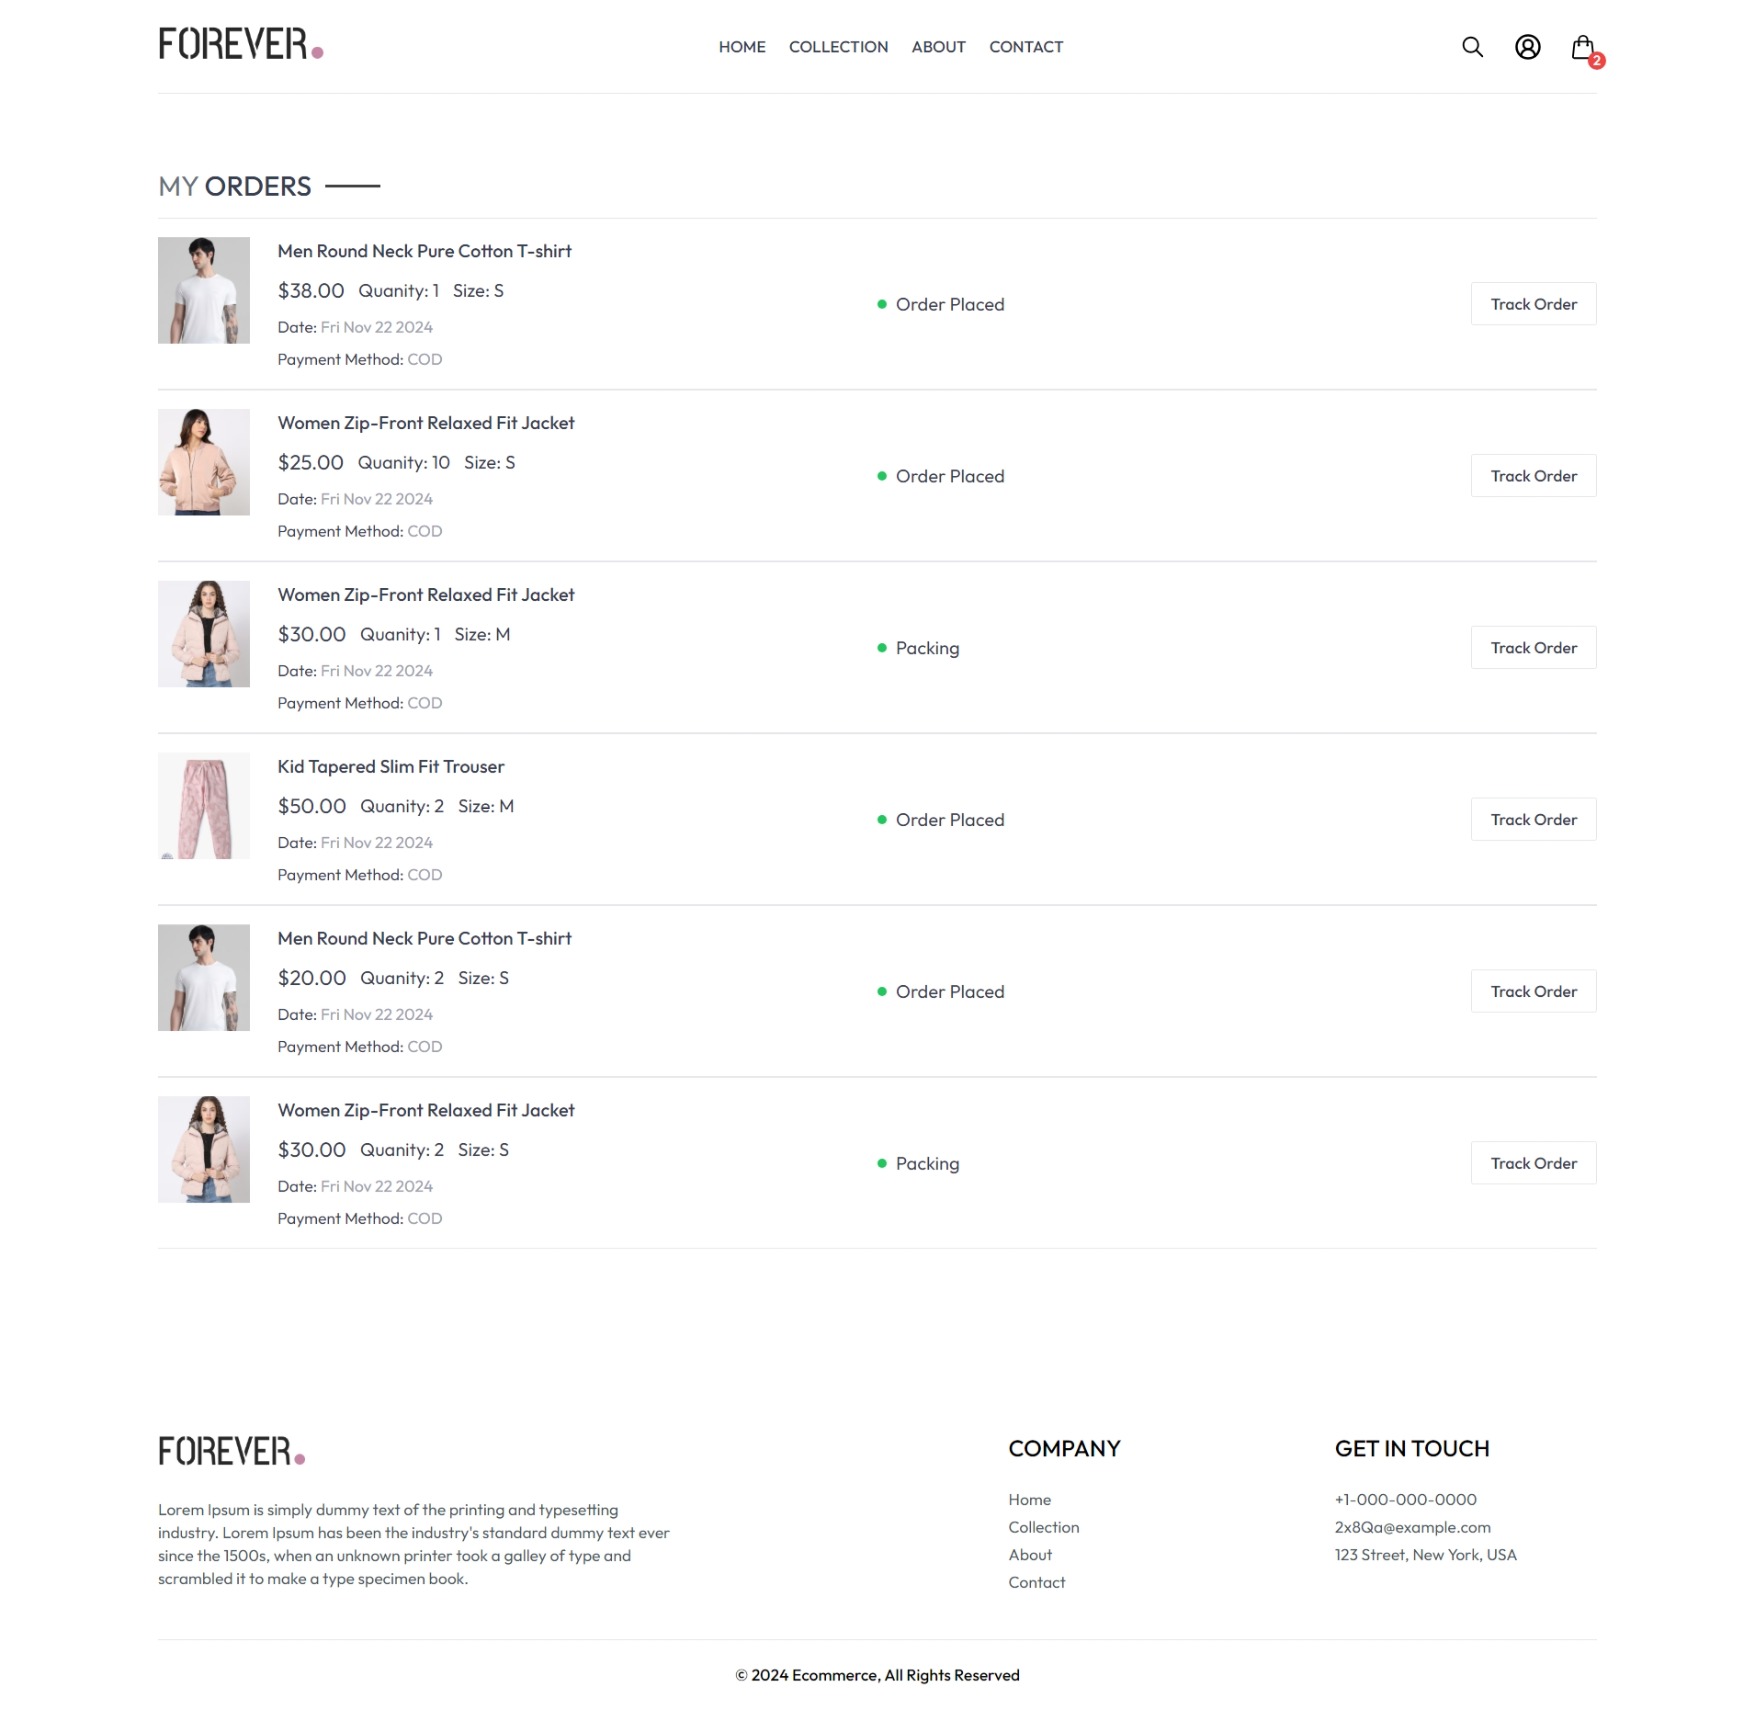 FOREVER.
HOME COLLECTION ABOUT CONTACT
2
MY ORDERS
Men Round Neck Pure Cotton T-shirt
$38.00 Quanity: 1 Size: S
Date: Fri Nov 22 2024
Payment Method: COD
Order Placed
Track Order
Women Zip-Front Relaxed Fit Jacket
$25.00 Quanity: 10 Size: S
Date: Fri Nov 22 2024
Payment Method: COD
Order Placed
Track Order
Women Zip-Front Relaxed Fit Jacket
$30.00 Quanity: 1 Size: M
Date: Fri Nov 22 2024
Payment Method: COD
Packing
Track Order
Kid Tapered Slim Fit Trouser
$50.00 Quanity: 2 Size: M
Date: Fri Nov 22 2024
Payment Method: COD
Order Placed
Track Order
Men Round Neck Pure Cotton T-shirt
$20.00 Quanity: 2 Size: S
Date: Fri Nov 22 2024
Payment Method: COD
Order Placed
Track Order
Women Zip-Front Relaxed Fit Jacket
$30.00 Quanity: 2 Size: S
Date: Fri Nov 22 2024
Payment Method: COD
Packing
Track Order
FOREVER.
Lorem Ipsum is simply dummy text of the printing and typesetting
industry. Lorem Ipsum has been the industry's standard dummy text ever
since the 1500s, when an unknown printer took a galley of type and
scrambled it to make a type specimen book.
COMPANY
Home
Collection
About
Contact
GET IN TOUCH
+1-000-000-0000
2x8Qa@example.com
123 Street, New York, USA
© 2024 Ecommerce, All Rights Reserved